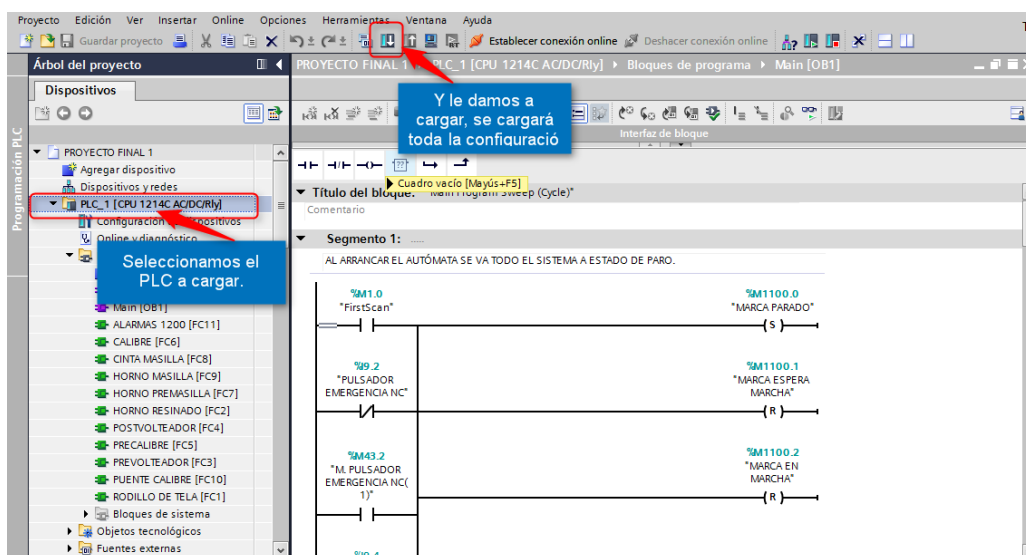 Proyecto Edición Ver Insertar Online Opciones Herramientas Ventana Ayuda
Guardar proyecto Establecer conexión online Deshacer conexión online
Árbol del proyecto
PROYECTO FINAL 1 PLC_1 [CPU 1214C AC/DC/Rly] Bloques de programa Main [OB1]
Dispositivos
Y le damos a
cargar, se cargará
toda la configuració
Interfaz de bloque
Programación PLC
PROYECTO FINAL 1
Agregar dispositivo
Dispositivos y redes
PLC_1 [CPU 1214C AC/DC/Rly]
Configuración de dispositivos
Online y diagnóstico
Seleccionamos el
PLC a cargar.
Main [OB1]
ALARMAS 1200 [FC11]
CALIBRE [FC6]
CINTA MASILLA [FC8]
HORNO MASILLA [FC9]
HORNO PREMASILLA [FC7]
HORNO RESINADO [FC2]
POSTVOLTEADOR [FC4]
PRECALIBRE [FC5]
PREVOLTEADOR [FC3]
PUENTE CALIBRE [FC10]
RODILLO DE TELA [FC1]
Bloques de sistema
Objetos tecnológicos
Fuentes externas
??
Cuadro vacío [Mayús+F5]
Título del bloque: "Main Program Sweep (Cycle)"
Comentario
Segmento 1: .....
AL ARRANCAR EL AUTÓMATA SE VA TODO EL SISTEMA A ESTADO DE PARO.
%M1.0
"FirstScan"
%M1100.0
"MARCA PARADO"
S
%I9.2
"PULSADOR
EMERGENCIA NC"
%M1100.1
"MARCA ESPERA
MARCHA"
R
%M43.2
"M. PULSADOR
EMERGENCIA NC(
1)"
%M1100.2
"MARCA EN
MARCHA"
R